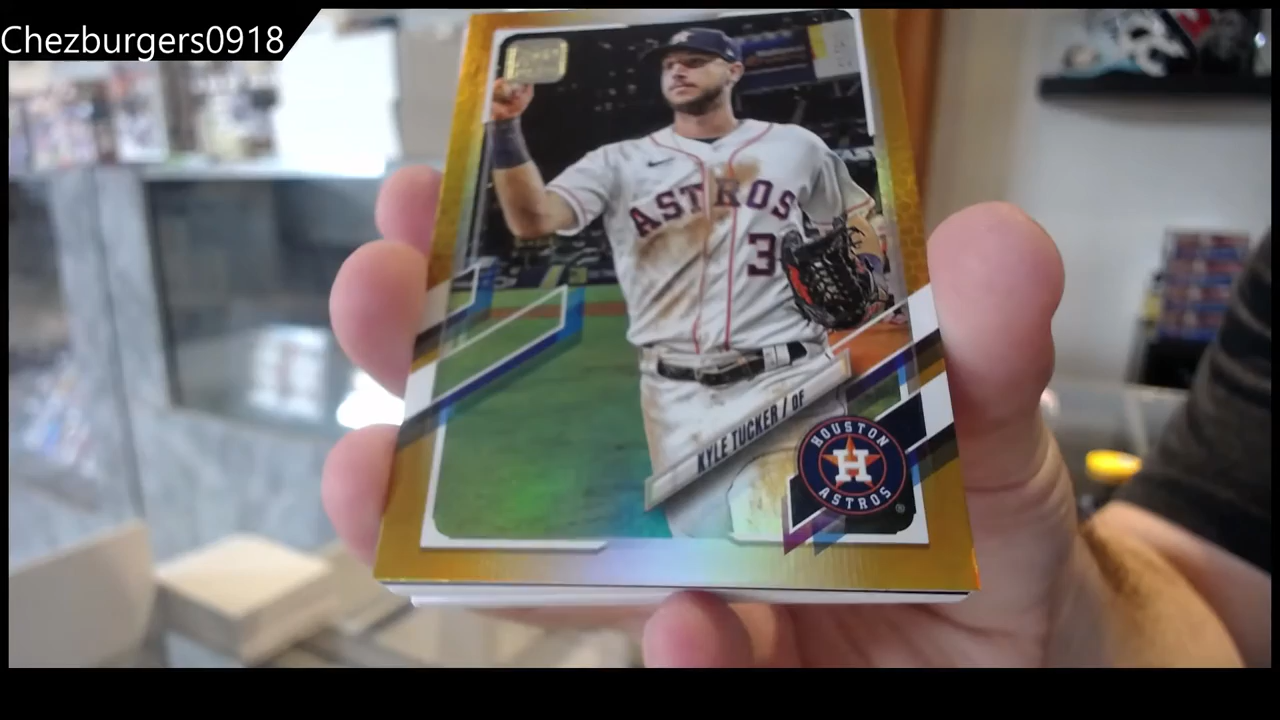 Chezburgers0918
ASTROS
3
KYLE TUCKER / OF
HOUSTON
H
ASTROS
®